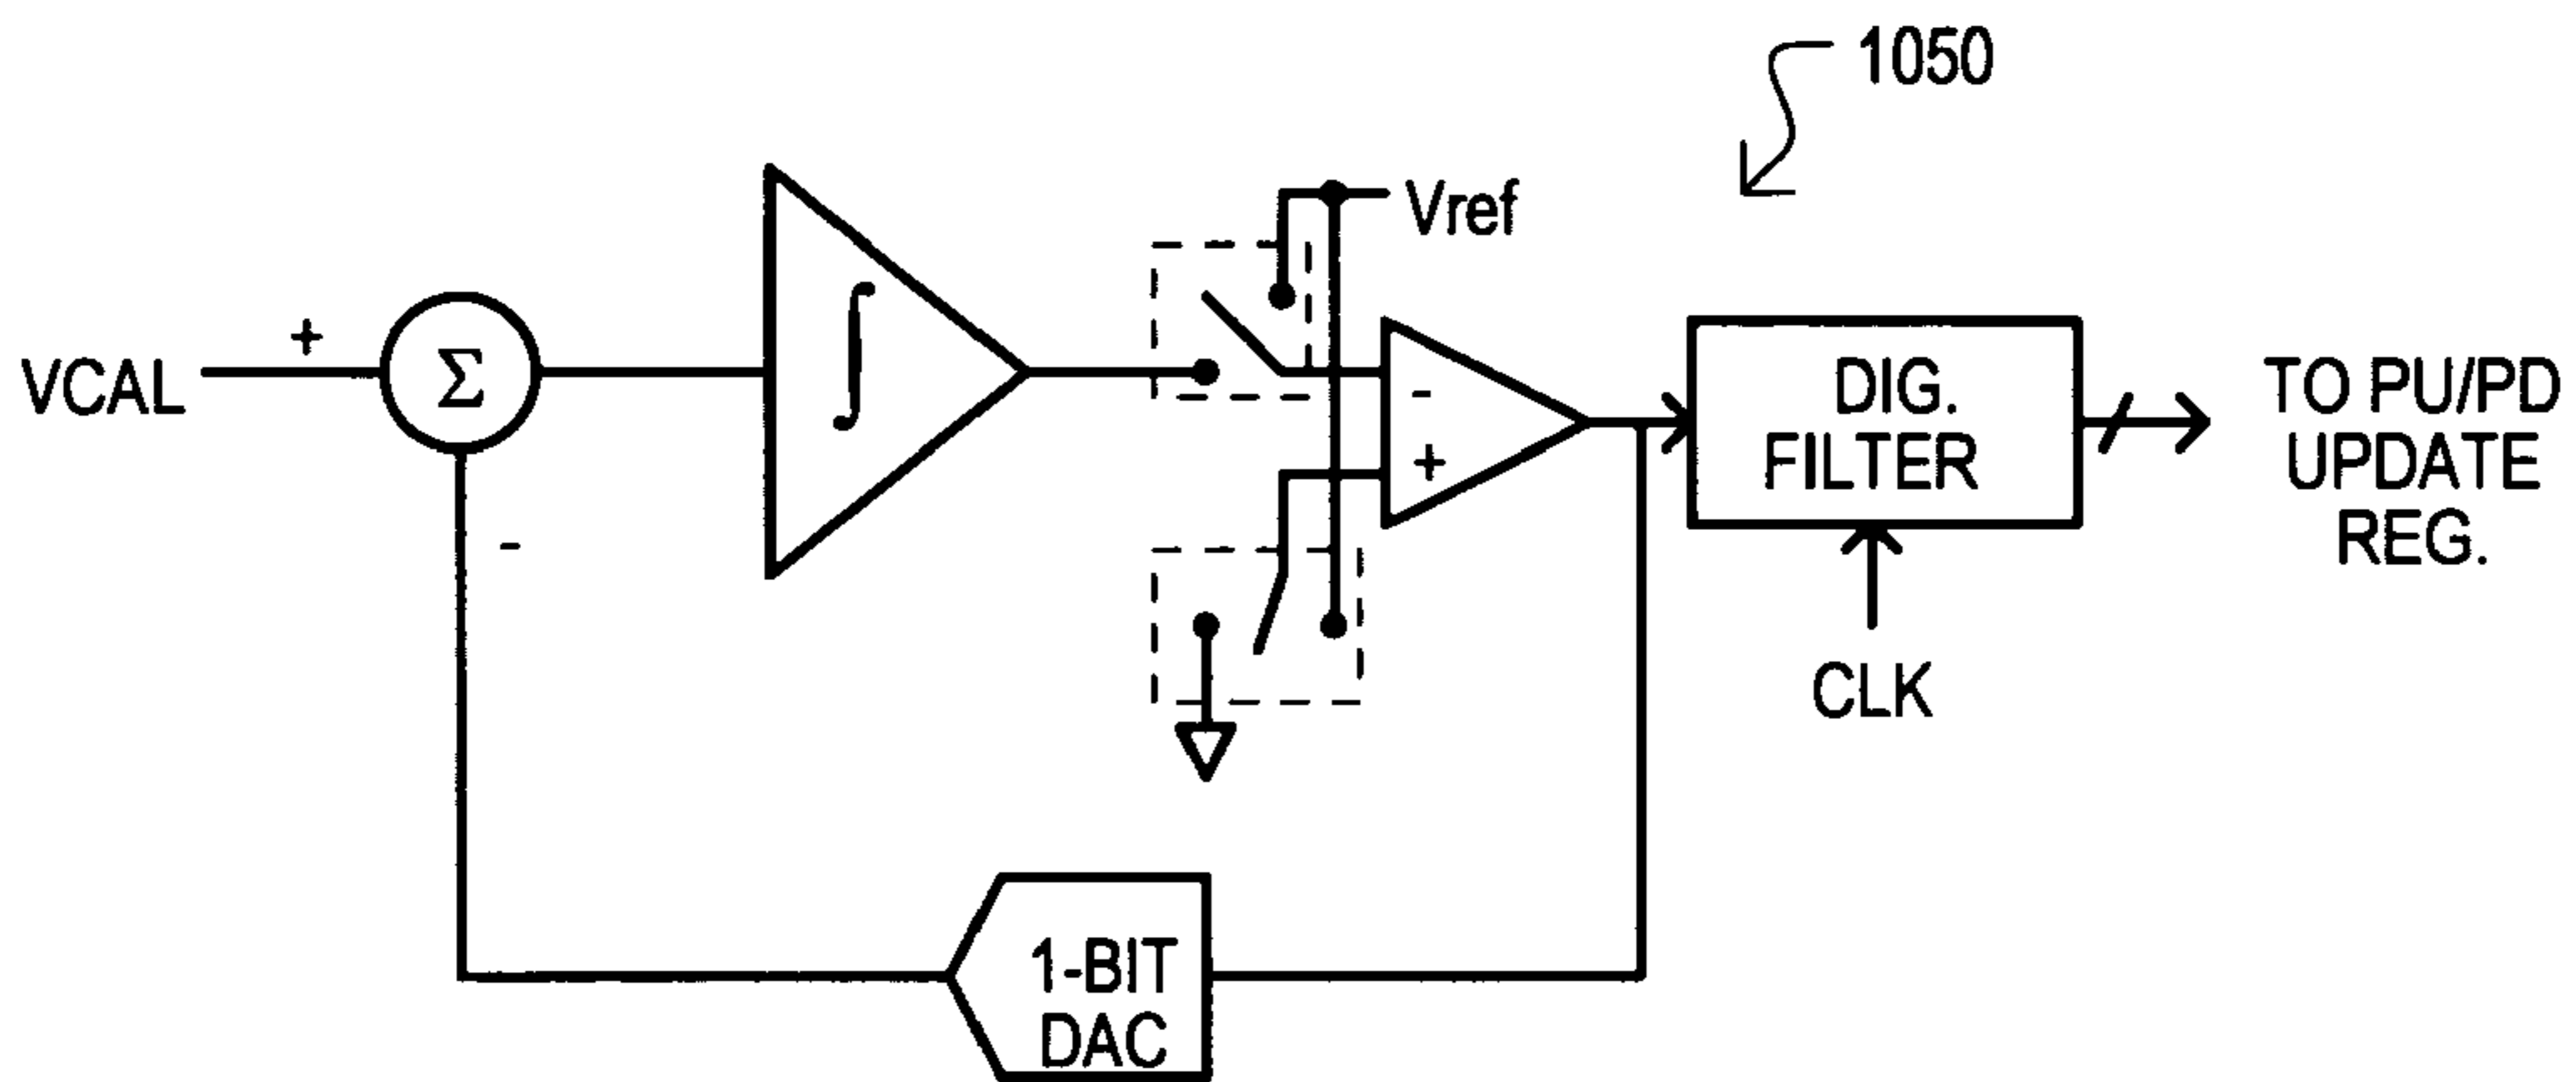 1050
Vref
+
VCAL
Σ
-
∫
-
+
DIG.
FILTER
TO PU/PD
UPDATE
REG.
CLK
1-BIT
DAC